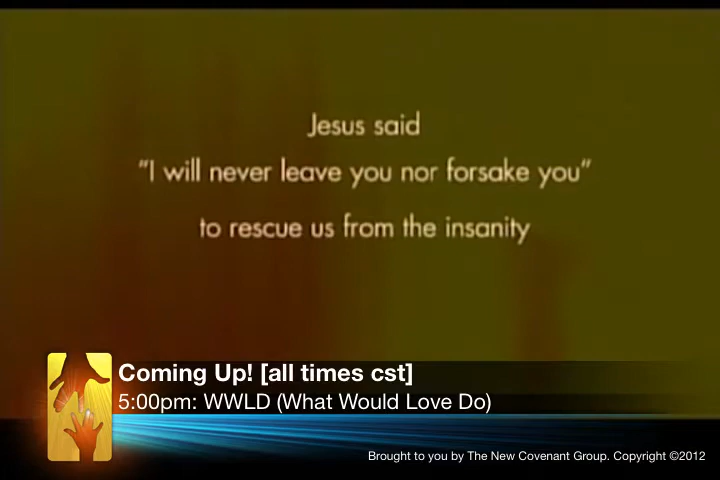 Jesus said
"I will never leave you nor forsake you"
to rescue us from the insanity
Coming Up! [all times cst]
5:00pm: WWLD (What Would Love Do)
Brought to you by The New Covenant Group. Copyright ©2012